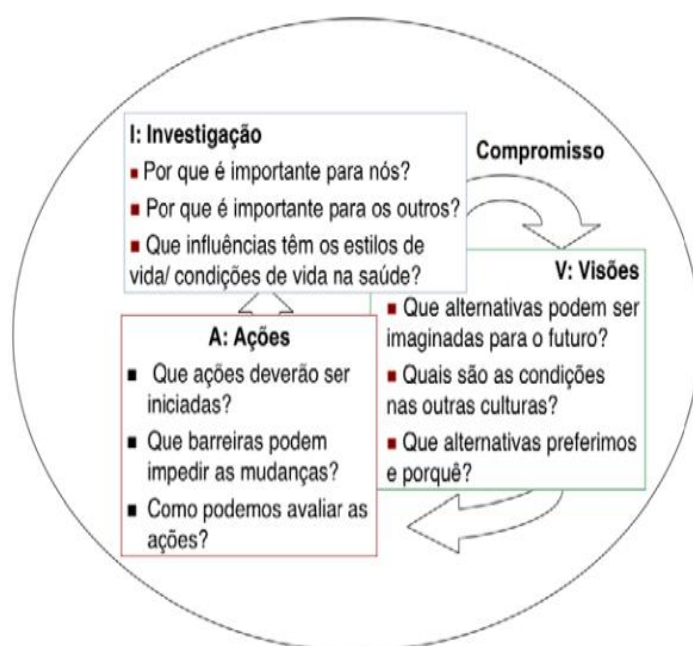 I: Investigação
▪ Por que é importante para nós?
▪ Por que é importante para os outros?
▪ Que influências têm os estilos de
vida/ condições de vida na saúde?
Compromisso
V: Visões
▪ Que alternativas podem ser
imaginadas para o futuro?
▪ Quais são as condições
nas outras culturas?
▪ Que alternativas preferimos
e porquê?
A: Ações
▪ Que ações deverão ser
iniciadas?
▪ Que barreiras podem
impedir as mudanças?
▪ Como podemos avaliar as
ações?